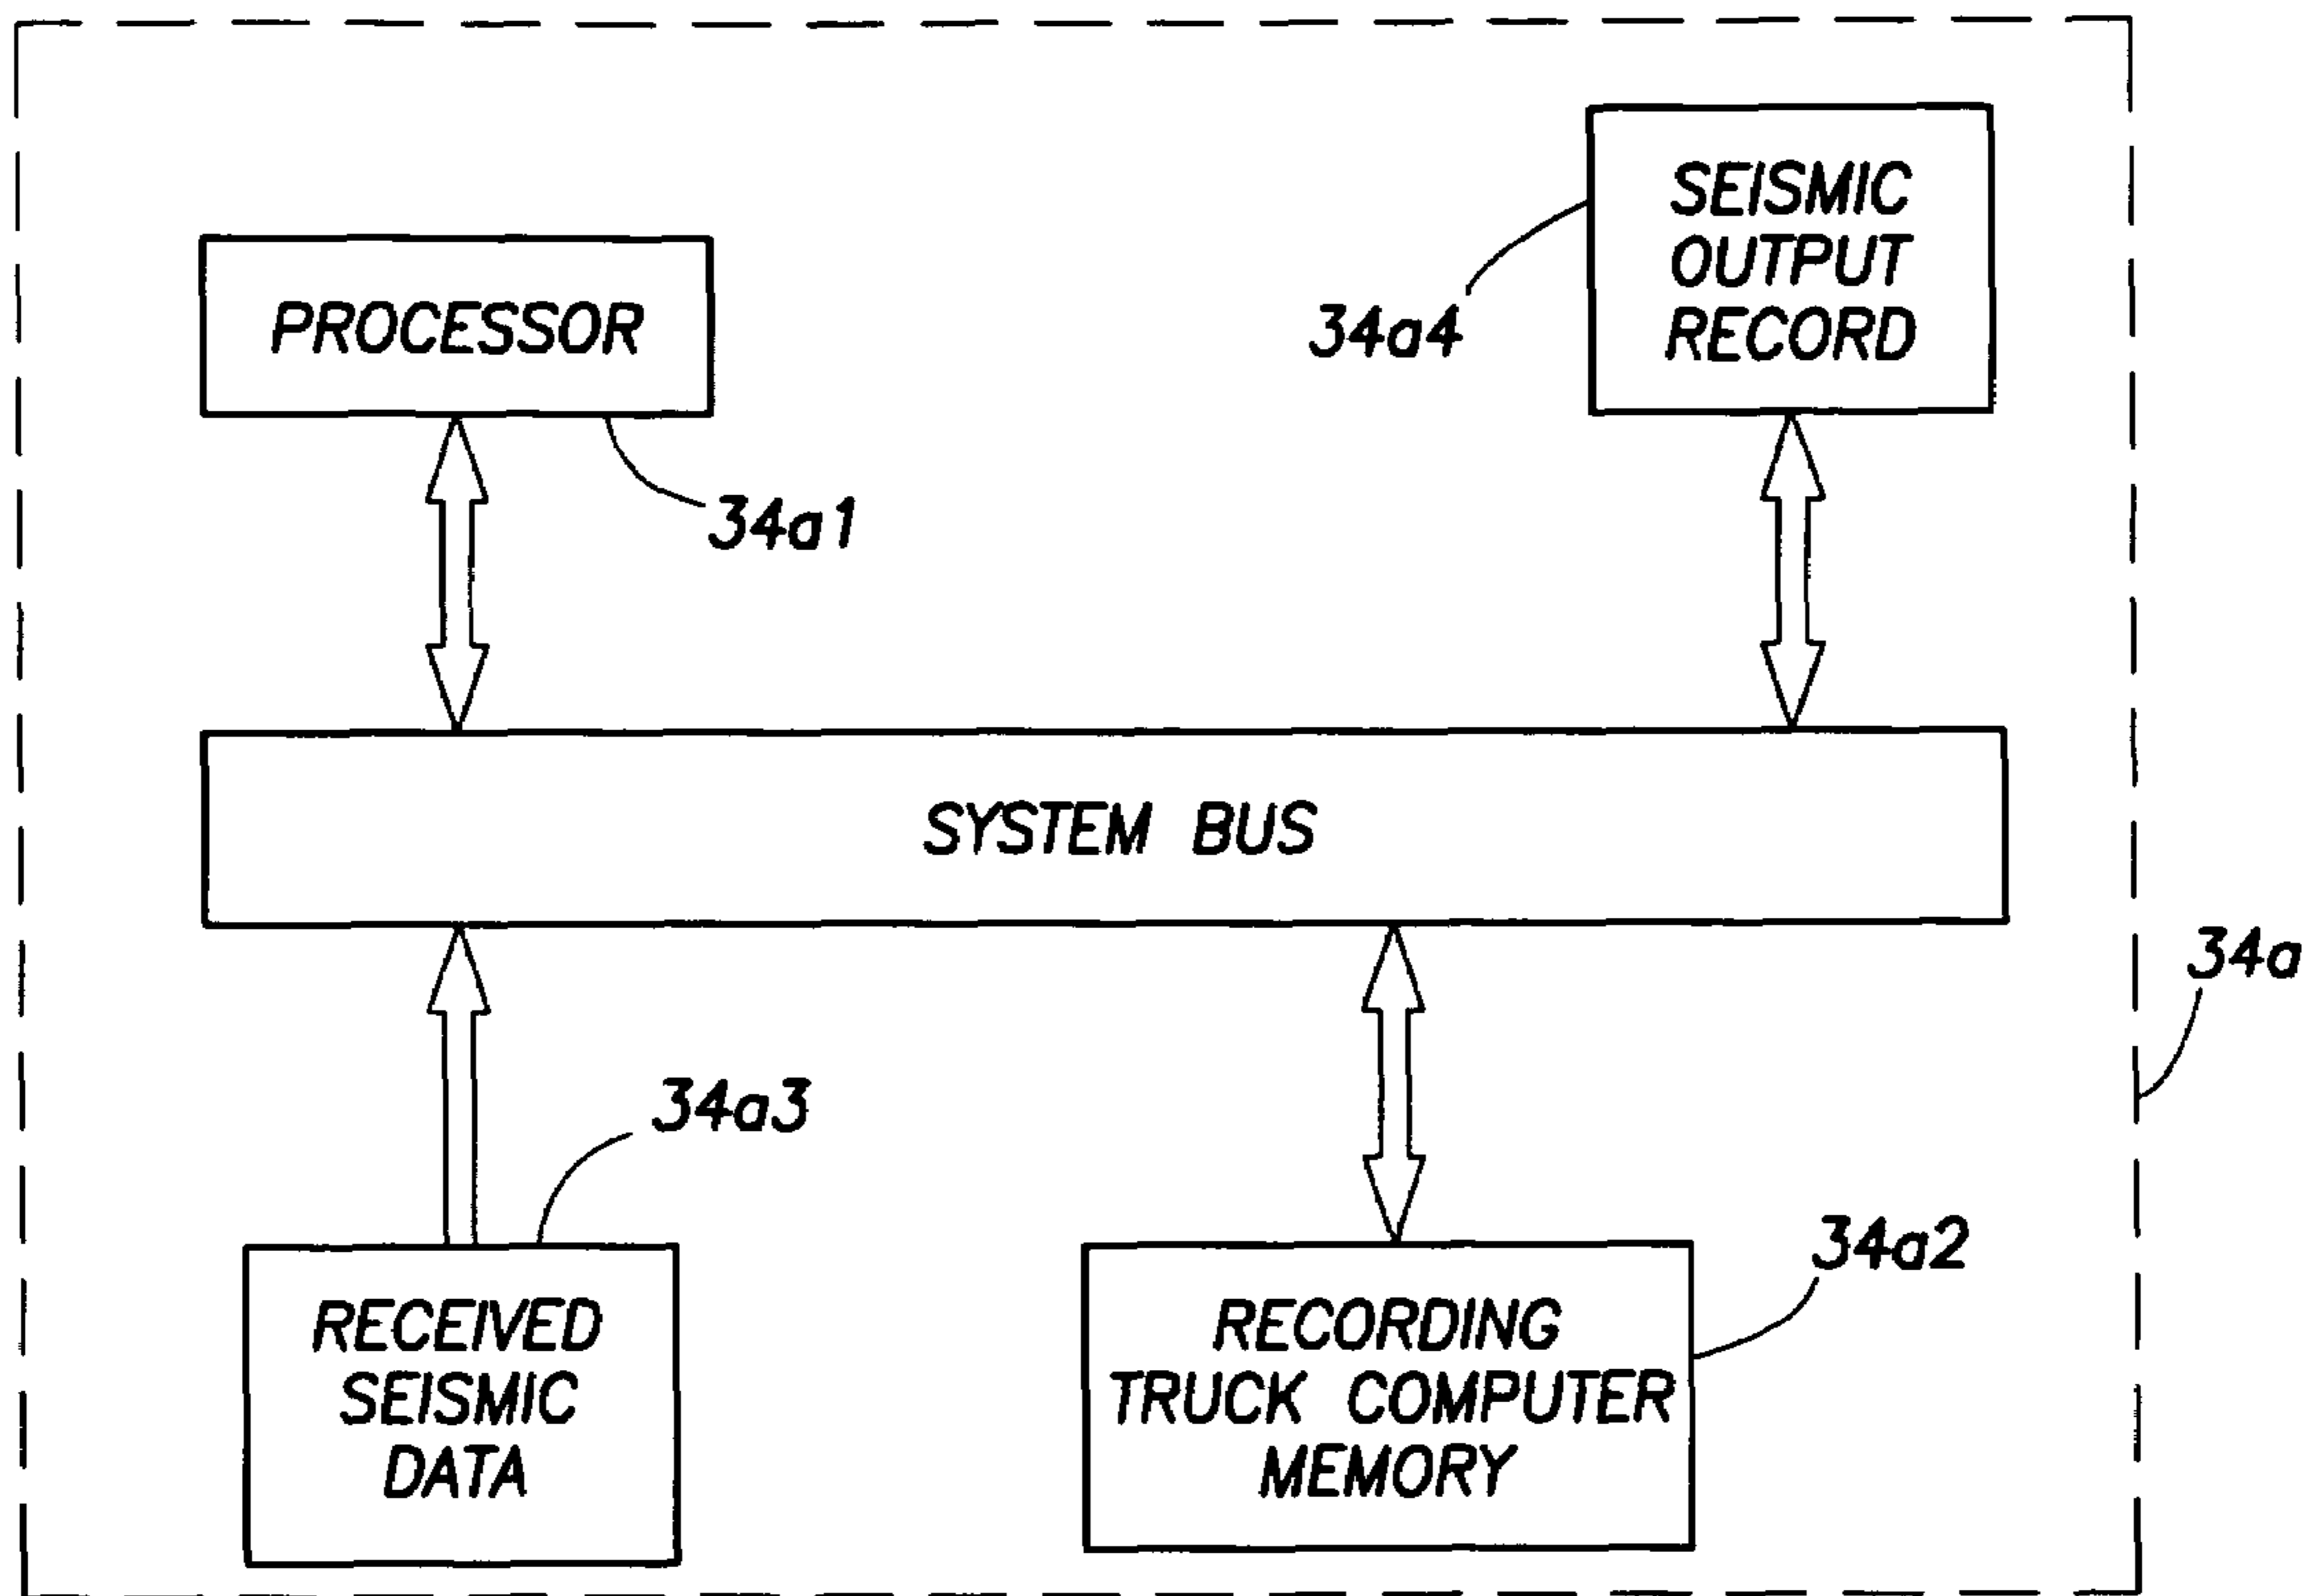 SEISMIC
OUTPUT
RECORD
34a4
PROCESSOR
34a1
SYSTEM BUS
34a
34a3
RECEIVED
SEISMIC
DATA
34a2
RECORDING
TRUCK COMPUTER
MEMORY